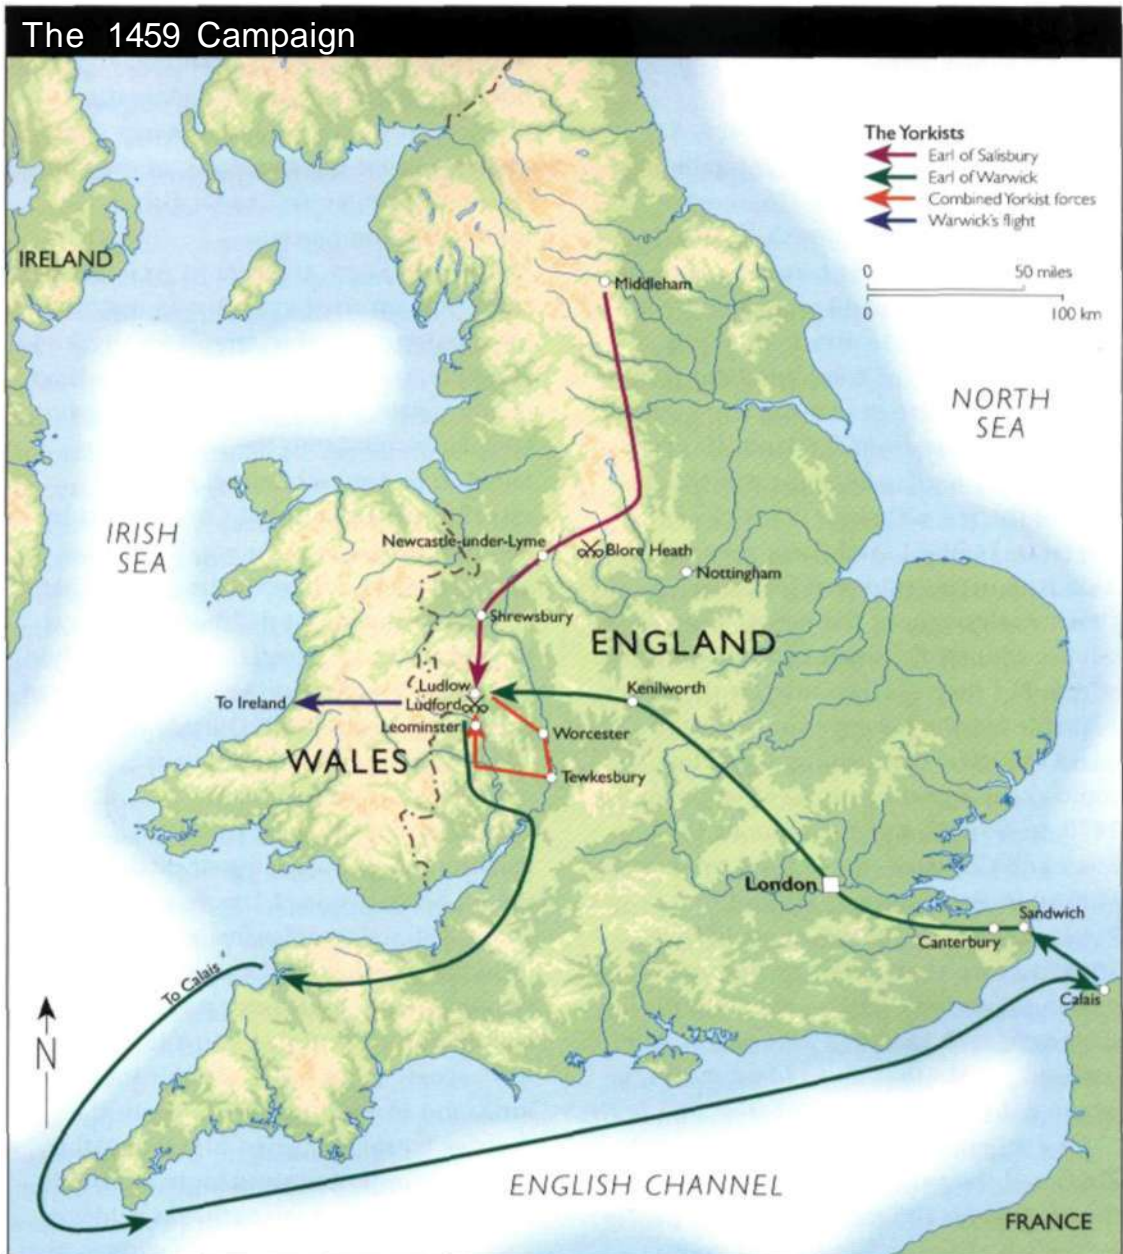 The 1459 Campaign
The Yorkists
Earl of Salisbury
Earl of Warwick
Combined Yorkist forces
Warwick's flight
0 50 miles
0 100 km
IRELAND
Middleham
NORTH
SEA
IRISH
SEA
Newcastle-under-Lyme
Blore Heath
Nottingham
Shrewsbury
ENGLAND
Ludlow
Kenilworth
To Ireland
Ludford
Leominster
Worcester
WALES
Tewkesbury
London
Sandwich
Canterbury
To Calais
Calais
N
ENGLISH CHANNEL
FRANCE